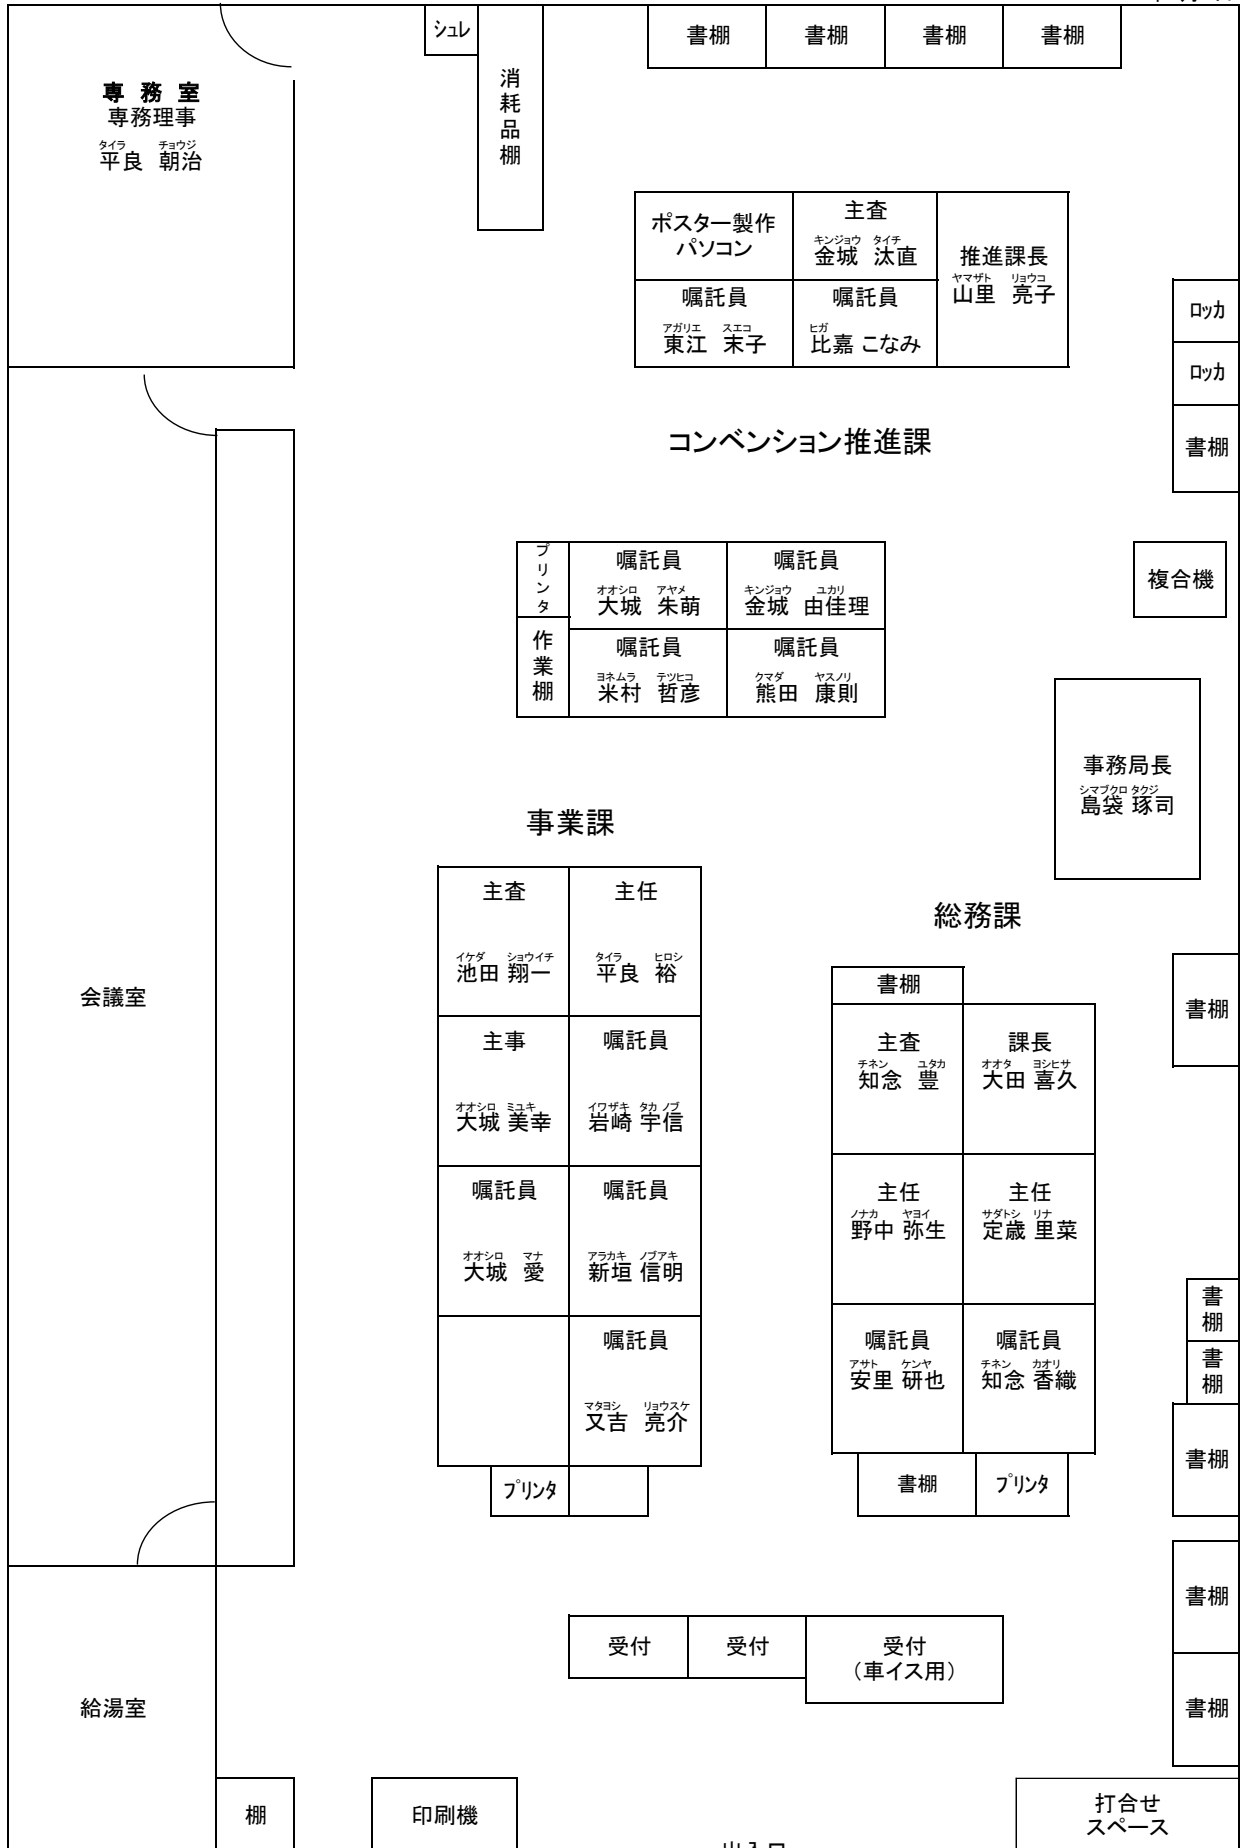 シュレ
書棚
書棚
書棚
書棚
消耗品棚
専務室
専務理事
タイラ チョウジ
平良 朝治
ポスター製作
パソコン
主査
キンジョウ タイチ
金城 汰直
推進課長
ヤマザト リョウコ
山里 亮子
嘱託員
アガリエ スエコ
東江 末子
嘱託員
ヒガ
比嘉 こなみ
ロッカ
ロッカ
書棚
コンベンション推進課
プリンタ
作業棚
嘱託員
オオシロ アヤメ
大城 朱萌
嘱託員
キンジョウ ユカリ
金城 由佳理
嘱託員
ヨネムラ テツヒコ
米村 哲彦
嘱託員
クマダ ヤスノリ
熊田 康則
複合機
事務局長
シマブクロ タクジ
島袋 琢司
事業課
主査
イケダ ショウイチ
池田 翔一
主任
タイラ ヒロシ
平良 裕
主事
オオシロ ミユキ
大城 美幸
嘱託員
イワザキ タカノブ
岩崎 宇信
嘱託員
オオシロ マナ
大城 愛
嘱託員
アラカキ ノブアキ
新垣 信明
嘱託員
マタヨシ リョウスケ
又吉 亮介
プリンタ
総務課
書棚
主査
チネン ユタカ
知念 豊
課長
オオタ ヨシヒサ
大田 喜久
主任
ノナカ ヤヨイ
野中 弥生
主任
サダトシ リナ
定歳 里菜
嘱託員
アサト ケンヤ
安里 研也
嘱託員
チネン カオリ
知念 香織
書棚
プリンタ
書棚
書棚
書棚
書棚
書棚
書棚
会議室
受付
受付
受付
（車イス用）
給湯室
棚
印刷機
打合せ
スペース